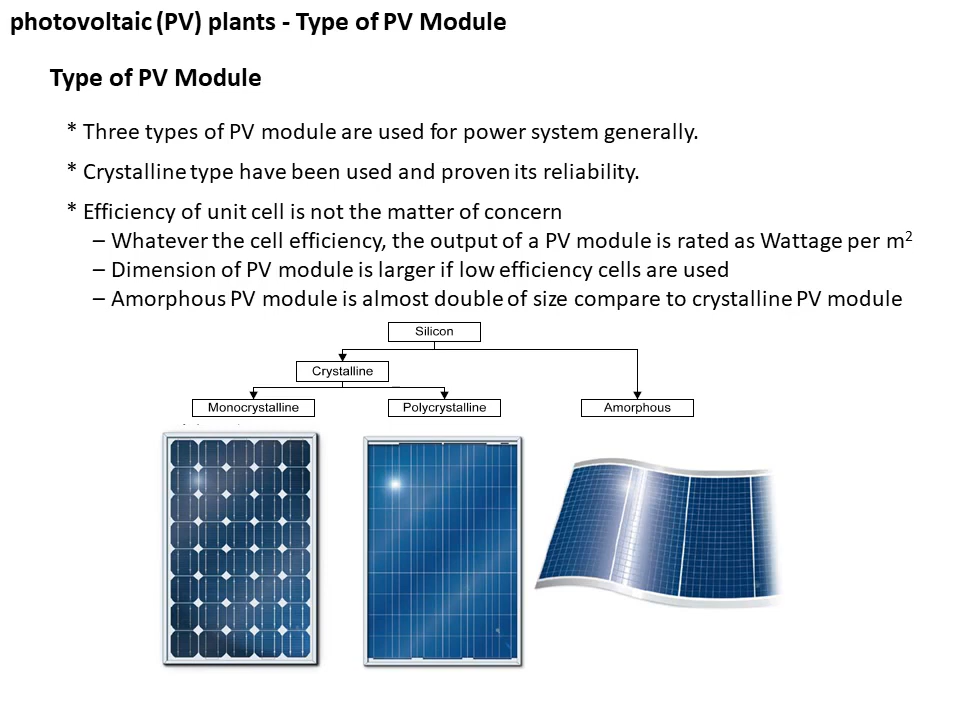 photovoltaic (PV) plants - Type of PV Module
Type of PV Module
* Three types of PV module are used for power system generally.
* Crystalline type have been used and proven its reliability.
* Efficiency of unit cell is not the matter of concern
– Whatever the cell efficiency, the output of a PV module is rated as Wattage per m²
– Dimension of PV module is larger if low efficiency cells are used
– Amorphous PV module is almost double of size compare to crystalline PV module
Silicon
Crystalline
Monocrystalline
Polycrystalline
Amorphous